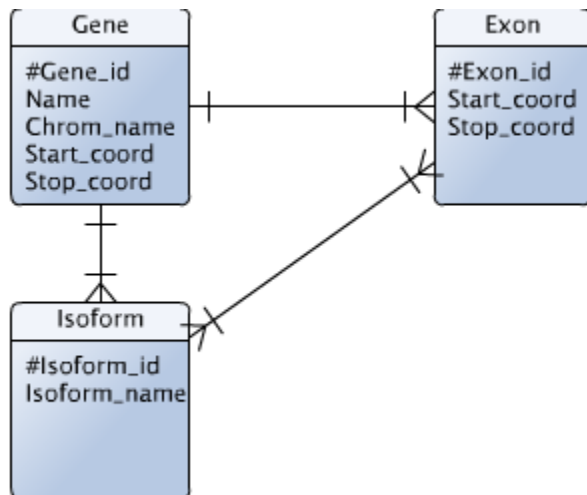 Gene
#Gene_id
Name
Chrom_name
Start_coord
Stop_coord
Exon
#Exon_id
Start_coord
Stop_coord
Isoform
#Isoform_id
Isoform_name